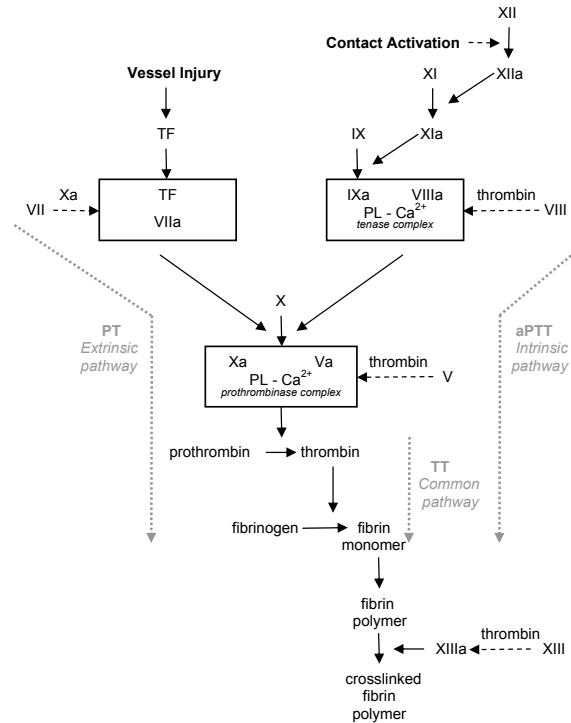 XII
Contact Activation
Vessel Injury
XI
XIIa
TF
IX
XIa
Xa
VII
TF
VIIa
IXa VIIIa
PL - Ca²⁺
tenase complex
thrombin
VIII
X
PT
Extrinsic
pathway
aPTT
Intrinsic
pathway
Xa Va
PL - Ca²⁺
prothrombinase complex
thrombin
V
prothrombin
thrombin
TT
Common
pathway
fibrinogen
fibrin
monomer
fibrin
polymer
XIIIa
thrombin
XIII
crosslinked
fibrin
polymer